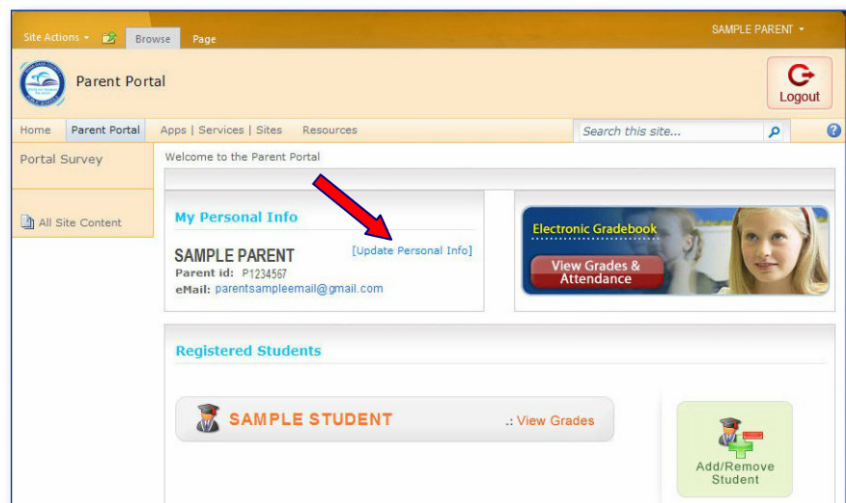 SAMPLE PARENT
Site Actions Browse Page
Parent Portal
Logout
Home Parent Portal Apps | Services | Sites Resources Search this site...
Portal Survey
Welcome to the Parent Portal
All Site Content
My Personal Info
[Update Personal Info]
SAMPLE PARENT
Parent id: P1234567
eMail: parentsampleemail@gmail.com
Electronic Gradebook
View Grades &
Attendance
Registered Students
SAMPLE STUDENT .: View Grades
Add/Remove
Student